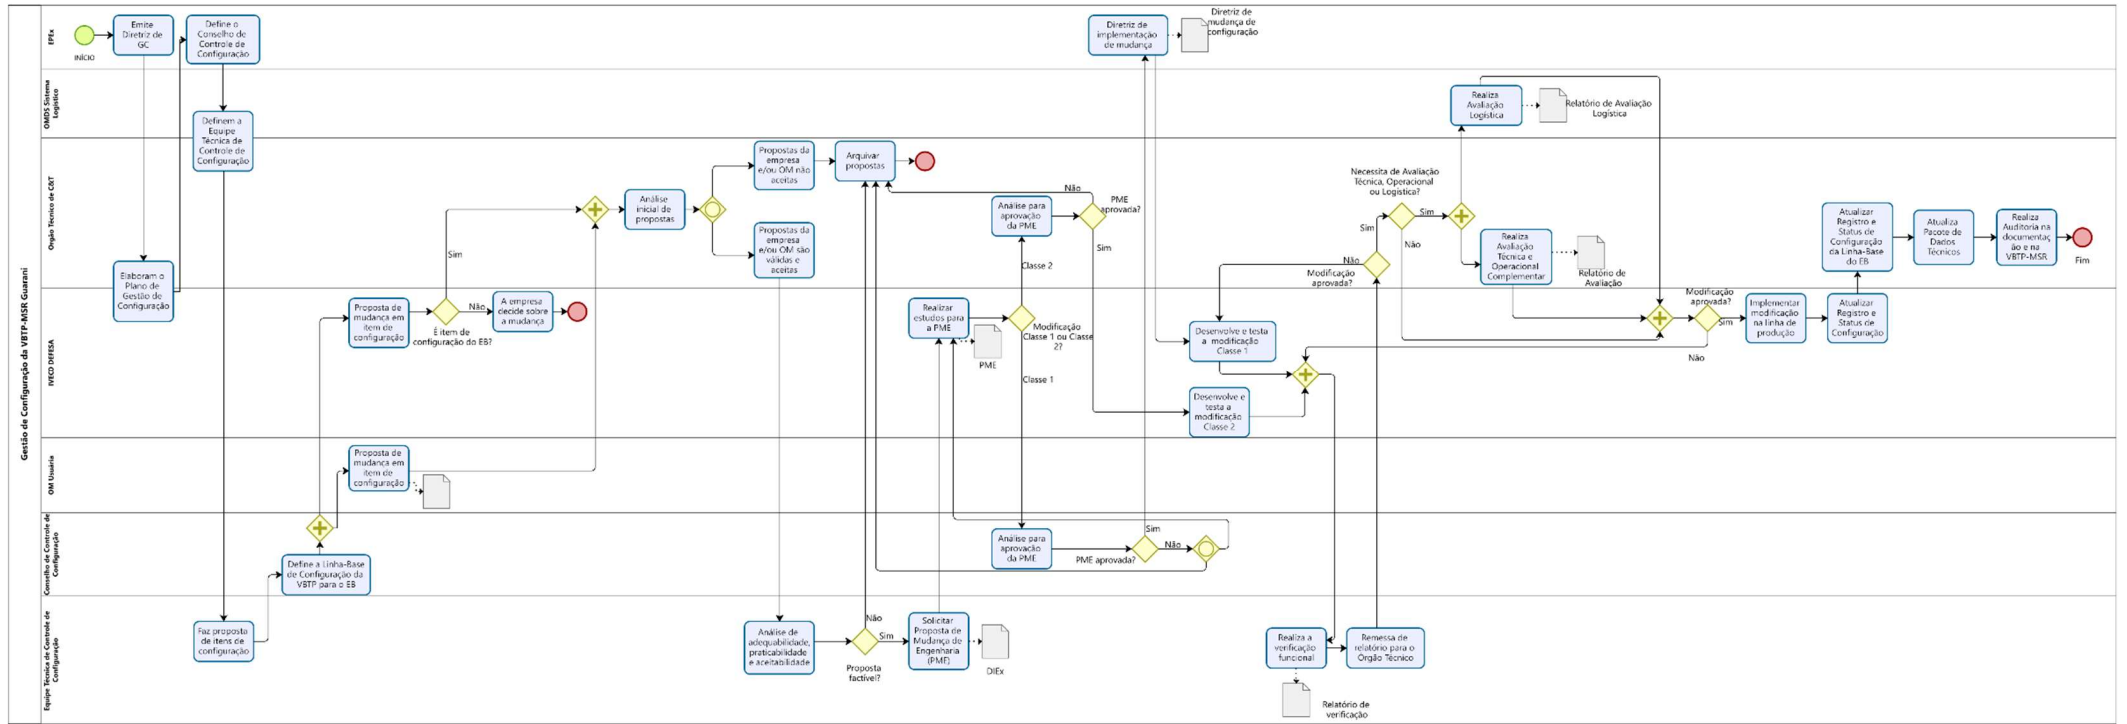 Gestão de Configuração da VBTP-MSR Guarani
EPEx
INÍCIO
Emite
Diretriz de
GC
Define o
Conselho de
Controle de
Configuração
Diretriz de
implementação
de mudança
Diretriz de
mudança de
configuração
OMDS Sistema
Logístico
Definem a
Equipe
Técnica de
Controle de
Configuração
Realiza
Avaliação
Logística
Relatório de Avaliação
Logística
Orgão Técnico de C&T
Elaboram o
Plano de
Gestão de
Configuração
Sim
Análise
inicial de
propostas
Propostas da
empresa
e/ou OM não
aceitas
Arquivar
propostas
Propostas da
empresa
e/ou OM são
válidas e
aceitas
Análise para
aprovação
da PME
Não
PME
aprovada?
Sim
Classe 2
Necessita de Avaliação
Técnica, Operacional
ou Logística?
Sim
Sim
Não
Não
Modificação
aprovada?
Realiza
Avaliação
Técnica e
Operacional
Complementar
Relatório de
Avaliação
Atualizar
Registro e
Status de
Configuração
da Linha-Base
do EB
Atualiza
Pacote de
Dados
Técnicos
Realiza
Auditoria na
documentaç
ão e na
VBTP-MSR
Fim
IVECO DEFESA
Proposta de
mudança em
item de
configuração
Não
É item de
configuração do EB?
A empresa
decide sobre
a mudança
Realizar
estudos para
a PME
PME
Modificação
Classe 1 ou Classe
2?
Classe 1
Desenvolve e testa
a modificação
Classe 1
Desenvolve e
testa a
modificação
Classe 2
Modificação
aprovada?
Sim
Não
Implementar
modificação
na linha de
produção
Atualizar
Registro e
Status de
Configuração
OM Usuária
Proposta de
mudança em
item de
configuração
Conselho de Controle de
Configuração
Define a Linha-Base
de Configuração da
VBTP para o EB
Análise para
aprovação
da PME
PME aprovada?
Sim
Não
Equipe Técnica de Controle de
Configuração
Faz proposta
de itens de
configuração
Análise de
adequabilidade,
praticabilidade
e aceitabilidade
Não
Sim
Proposta
factível?
Solicitar
Proposta de
Mudança de
Engenharia
(PME)
DIEx
Realiza a
verificação
funcional
Remessa de
relatório para o
Órgão Técnico
Relatório de
verificação